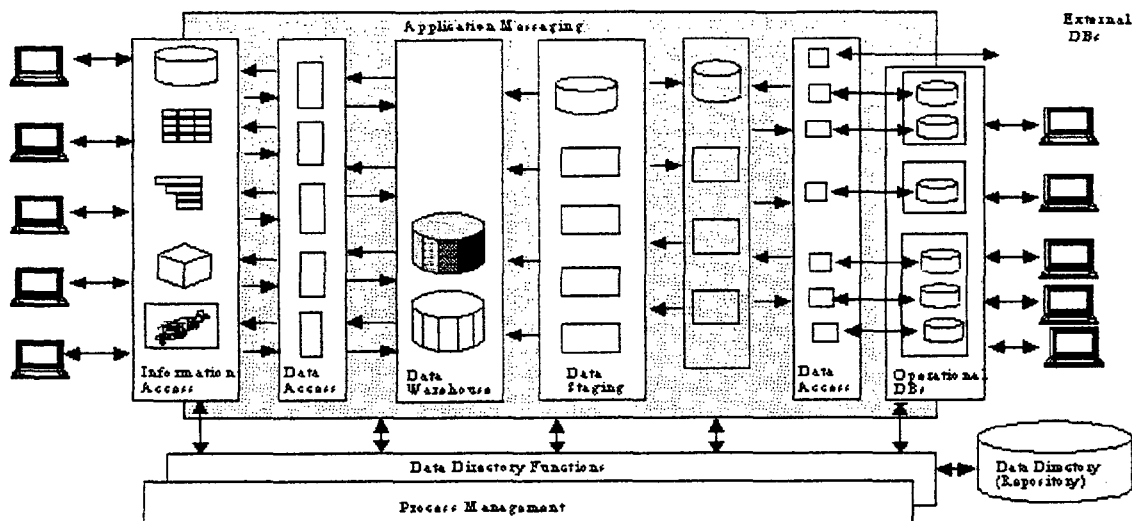 Application Messaging
External
DBs
Information
Access
Data
Access
Data
Warehouse
Data
Staging
Data
Access
Operational
DBs
Data Directory Functions
Process Management
Data Directory
(Repository)